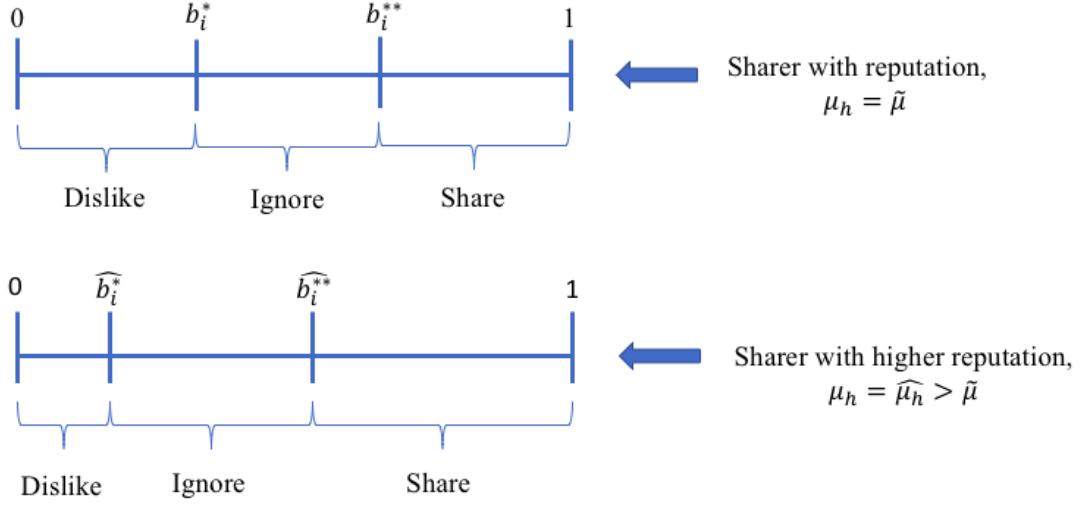 0 b_i^* b_i^{**} 1
Sharer with reputation,
μ_h = μ̃
Dislike Ignore Share
0 \widehat{b_i^*} \widehat{b_i^{**}} 1
Sharer with higher reputation,
μ_h = \widehat{μ_h} > μ̃
Dislike Ignore Share